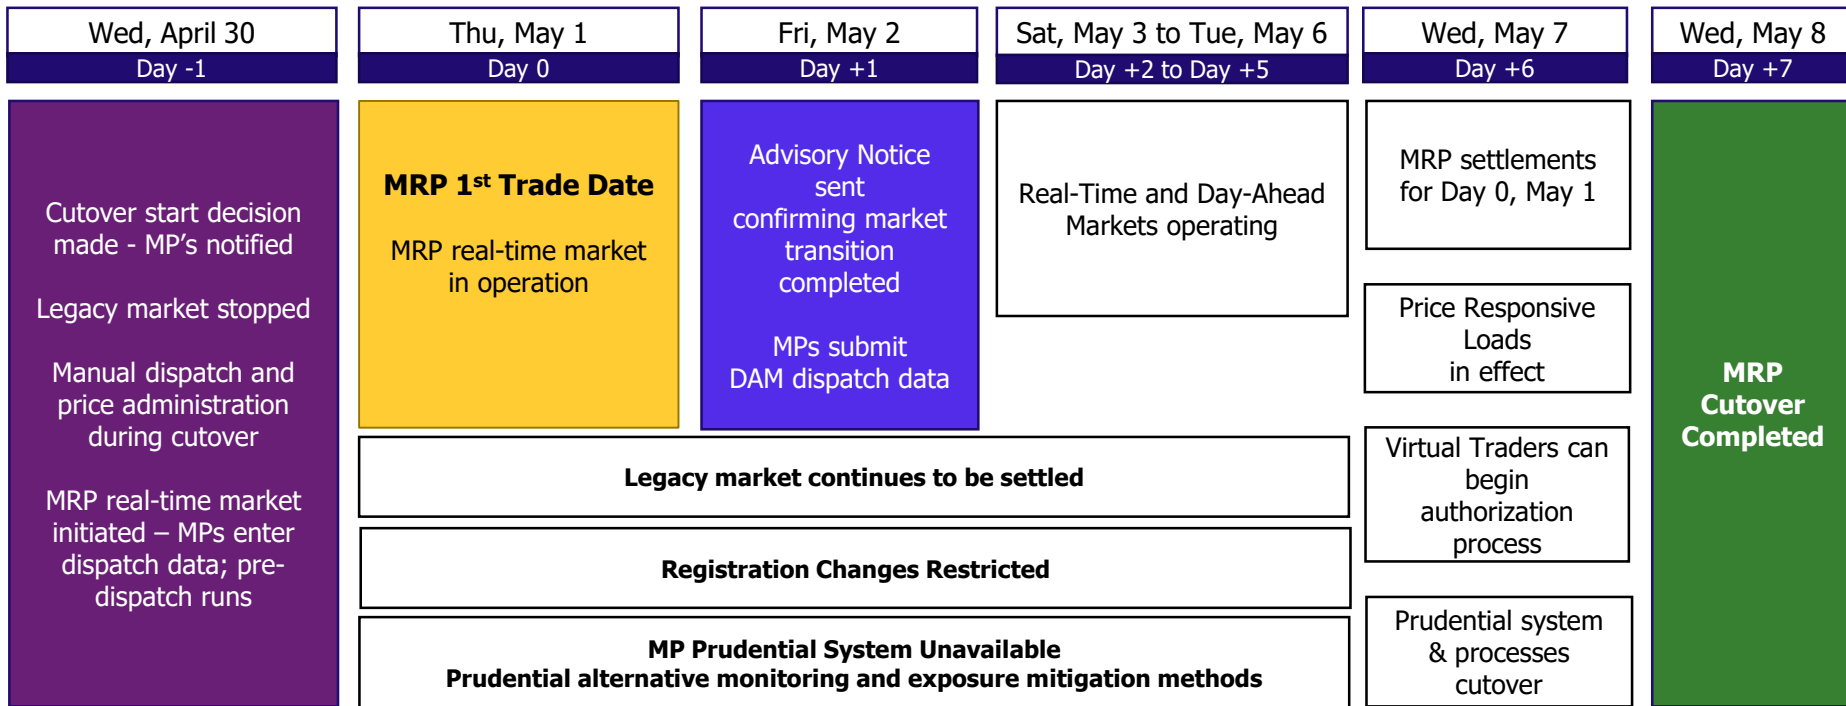 Wed, April 30
Day -1
Thu, May 1
Day 0
Fri, May 2
Day +1
Sat, May 3 to Tue, May 6
Day +2 to Day +5
Wed, May 7
Day +6
Wed, May 8
Day +7
Cutover start decision
made - MP's notified
Legacy market stopped
Manual dispatch and
price administration
during cutover
MRP real-time market
initiated – MPs enter
dispatch data; pre-
dispatch runs
MRP 1st Trade Date
MRP real-time market
in operation
Advisory Notice
sent
confirming market
transition
completed
MPs submit
DAM dispatch data
Real-Time and Day-Ahead
Markets operating
Legacy market continues to be settled
Registration Changes Restricted
MP Prudential System Unavailable
Prudential alternative monitoring and exposure mitigation methods
MRP settlements
for Day 0, May 1
Price Responsive
Loads
in effect
Virtual Traders can
begin
authorization
process
Prudential system
& processes
cutover
MRP
Cutover
Completed